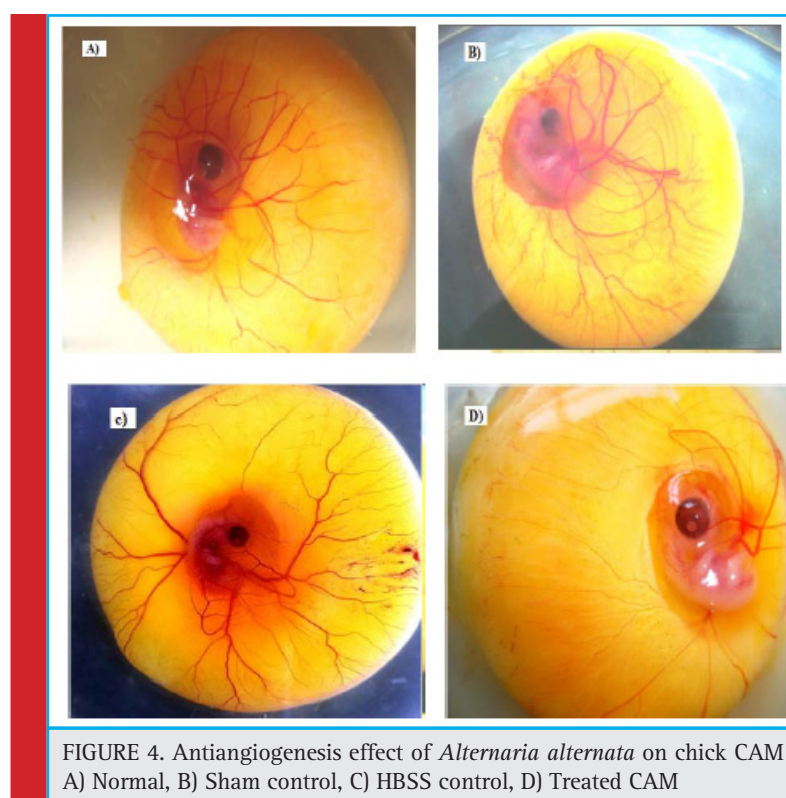 A)
B)
c)
D)
FIGURE 4. Antiangiogenesis effect of Alternaria alternata on chick CAM
A) Normal, B) Sham control, C) HBSS control, D) Treated CAM